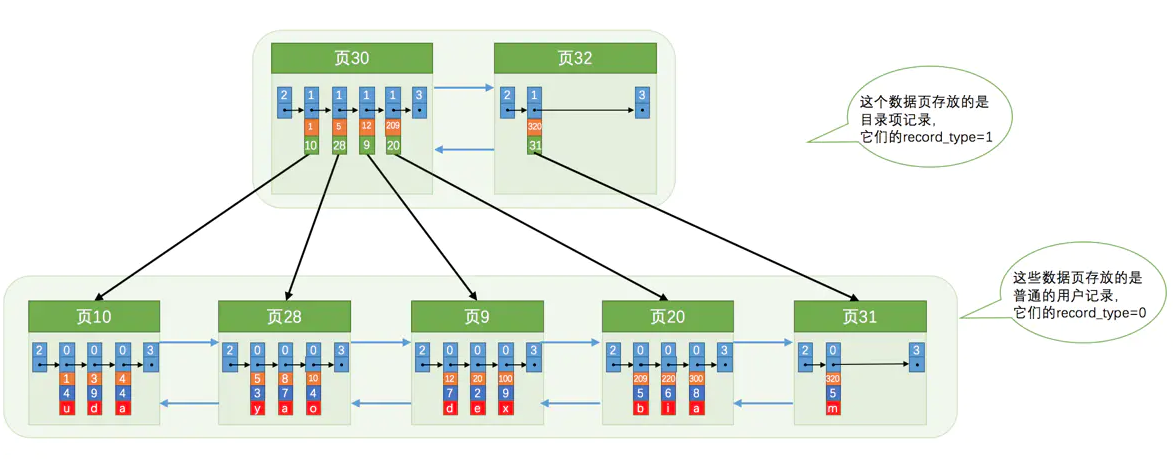 页30
页32
2 1 1 1 1 3
1 5 12 209
10 28 9 20
2 1 3
320
31
这个数据页存放的是
目录项记录，
它们的record_type=1
这些数据页存放的是
普通的用户记录，
它们的record_type=0
页10
2 0 0 0 3
1 3 4
4 9 4
u d a
页28
2 0 0 0 3
5 8 10
3 7 4
y a o
页9
2 0 0 0 3
12 20 100
7 2 9
d e x
页20
2 0 0 0 3
209 220 300
5 6 8
b i a
页31
2 0 3
320
5
m